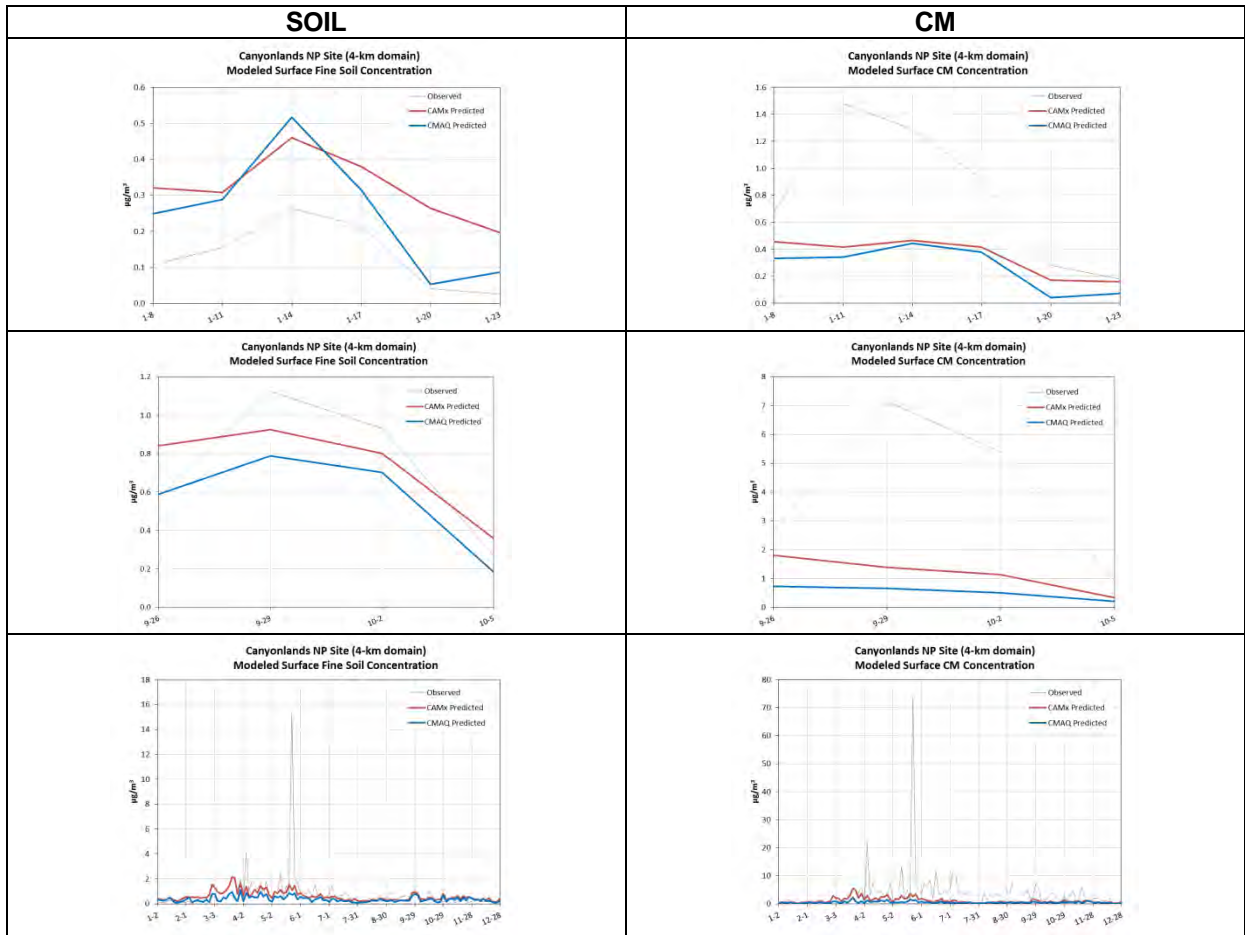 SOIL
CM
Canyonlands NP Site (4-km domain)
Modeled Surface Fine Soil Concentration
µg/m³
0.6
0.5
0.4
0.3
0.2
0.1
0.0
Observed
CAMx Predicted
CMAQ Predicted
1-8
1-11
1-14
1-17
1-20
1-23
Canyonlands NP Site (4-km domain)
Modeled Surface CM Concentration
µg/m³
1.6
1.4
1.2
1.0
0.8
0.6
0.4
0.2
0.0
Observed
CAMx Predicted
CMAQ Predicted
1-8
1-11
1-14
1-17
1-20
1-23
Canyonlands NP Site (4-km domain)
Modeled Surface Fine Soil Concentration
µg/m³
1.2
1.0
0.8
0.6
0.4
0.2
0.0
Observed
CAMx Predicted
CMAQ Predicted
9-26
9-29
10-2
10-5
Canyonlands NP Site (4-km domain)
Modeled Surface CM Concentration
µg/m³
8
7
6
5
4
3
2
1
0
Observed
CAMx Predicted
CMAQ Predicted
9-26
9-29
10-2
10-5
Canyonlands NP Site (4-km domain)
Modeled Surface Fine Soil Concentration
µg/m³
18
16
14
12
10
8
6
4
2
0
Observed
CAMx Predicted
CMAQ Predicted
1-2
2-1
3-3
4-2
5-2
6-1
7-1
7-31
8-30
9-29
10-29
11-28
12-28
Canyonlands NP Site (4-km domain)
Modeled Surface CM Concentration
µg/m³
80
70
60
50
40
30
20
10
0
Observed
CAMx Predicted
CMAQ Predicted
1-2
2-1
3-3
4-2
5-2
6-1
7-1
7-31
8-30
9-29
10-29
11-28
12-28